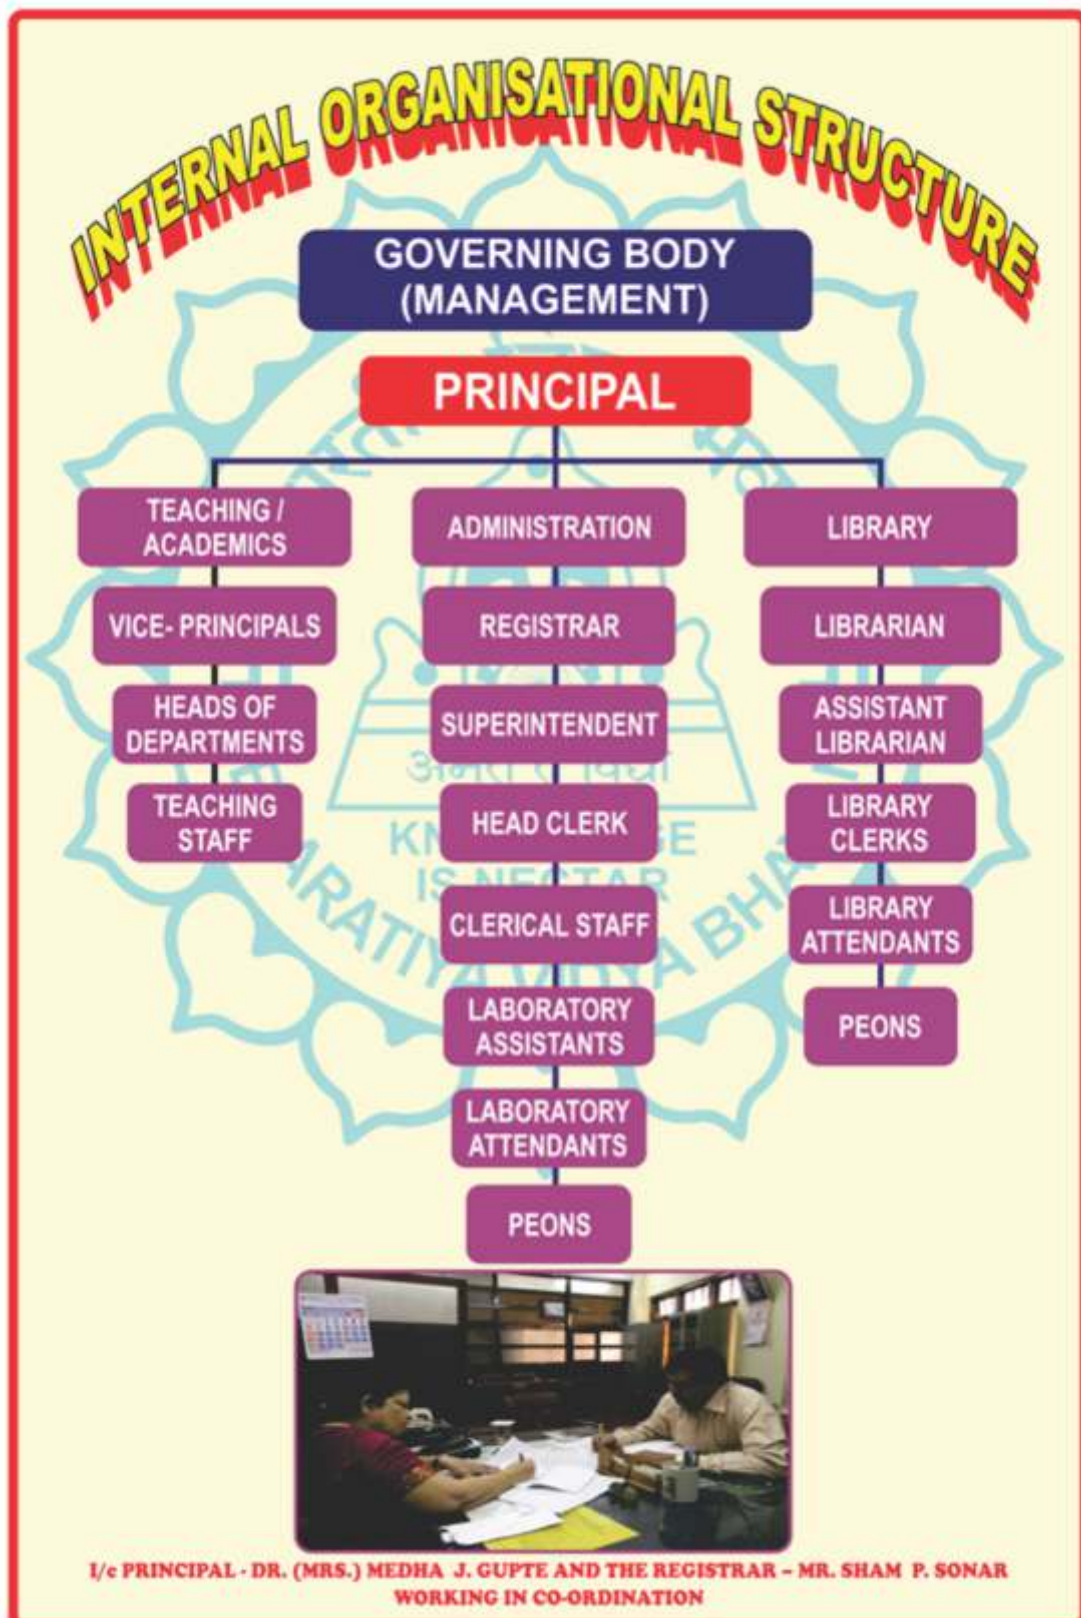 INTERNAL ORGANISATIONAL STRUCTURE
GOVERNING BODY
(MANAGEMENT)
PRINCIPAL
TEACHING /
ACADEMICS
VICE- PRINCIPALS
HEADS OF
DEPARTMENTS
TEACHING
STAFF
ADMINISTRATION
REGISTRAR
SUPERINTENDENT
HEAD CLERK
CLERICAL STAFF
LABORATORY
ASSISTANTS
LABORATORY
ATTENDANTS
PEONS
LIBRARY
LIBRARIAN
ASSISTANT
LIBRARIAN
LIBRARY
CLERKS
LIBRARY
ATTENDANTS
PEONS
IS NECTAR
I/c PRINCIPAL - DR. (MRS.) MEDHA J. GUPTE AND THE REGISTRAR – MR. SHAM P. SONAR
WORKING IN CO-ORDINATION